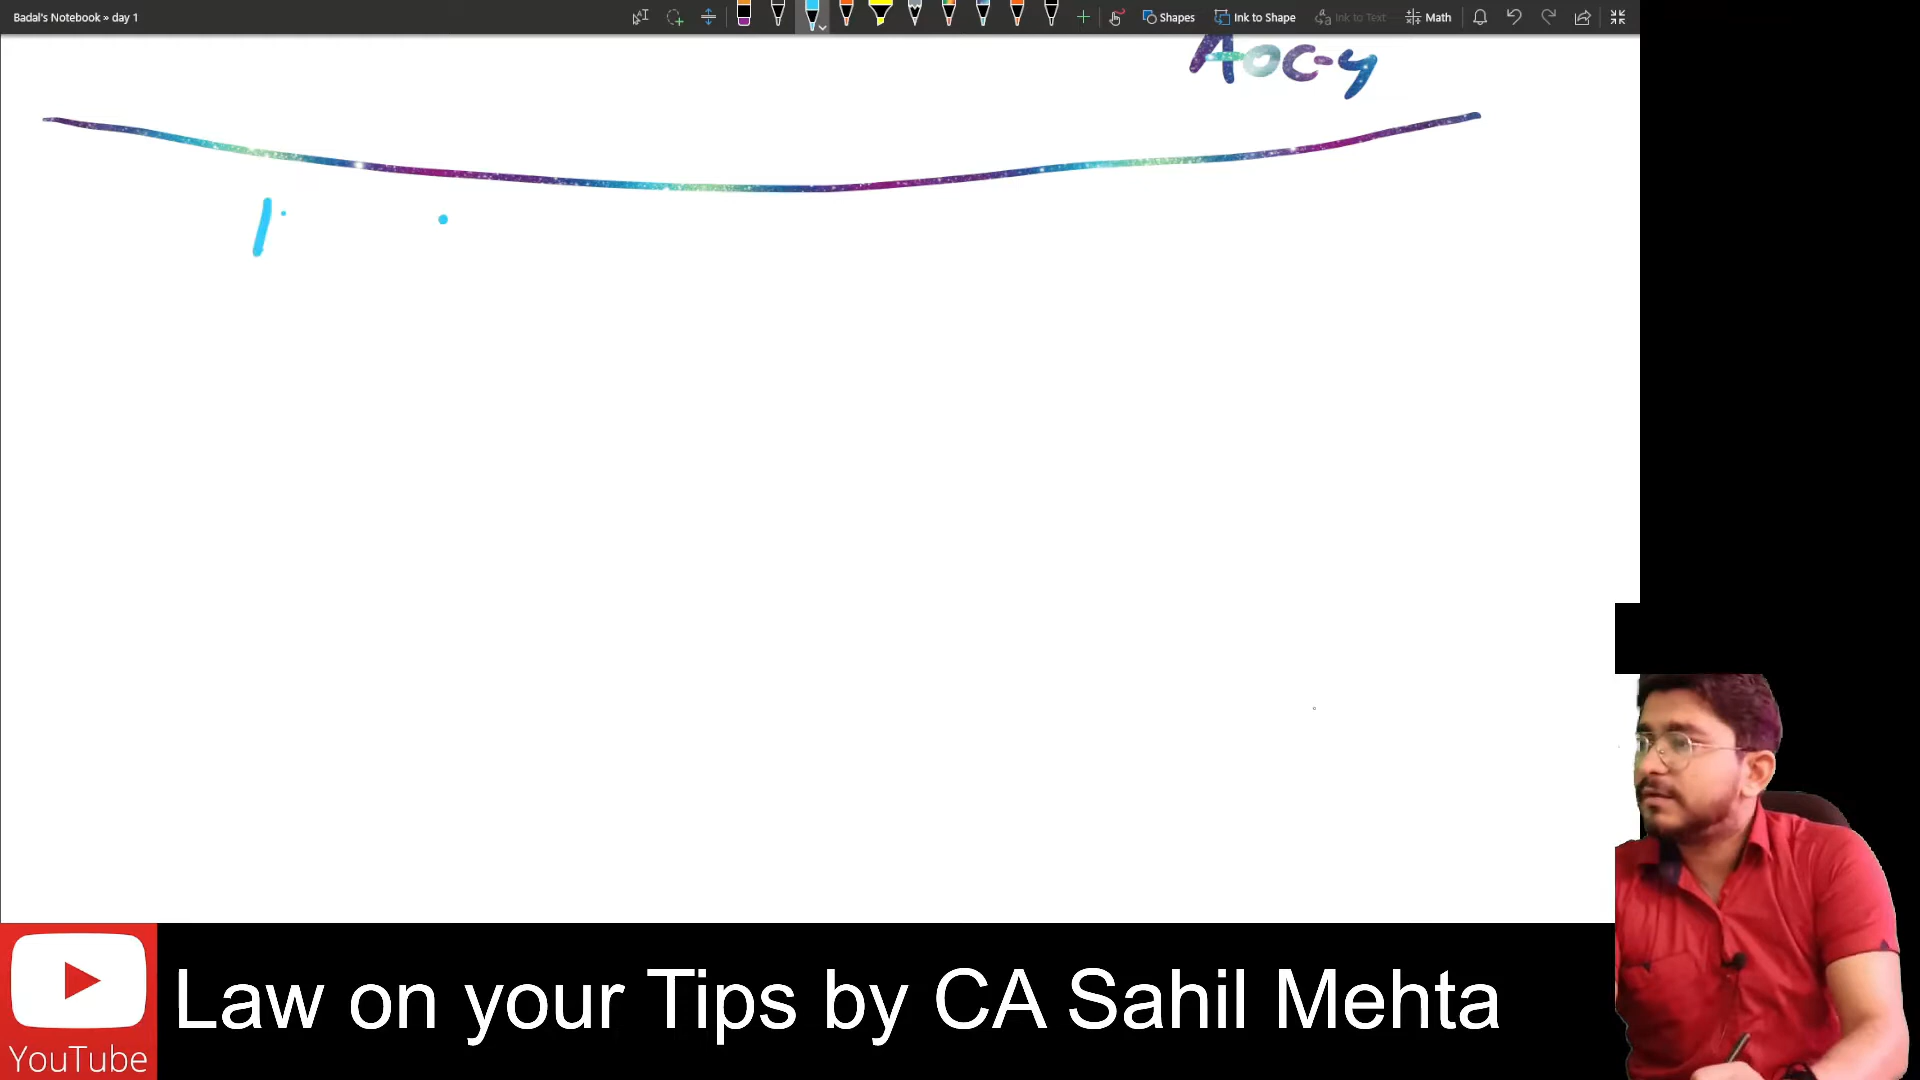 Badal's Notebook » day 1
Shapes
Ink to Shape
Ink to Text
Math
AOC-4
Law on your Tips by CA Sahil Mehta
YouTube